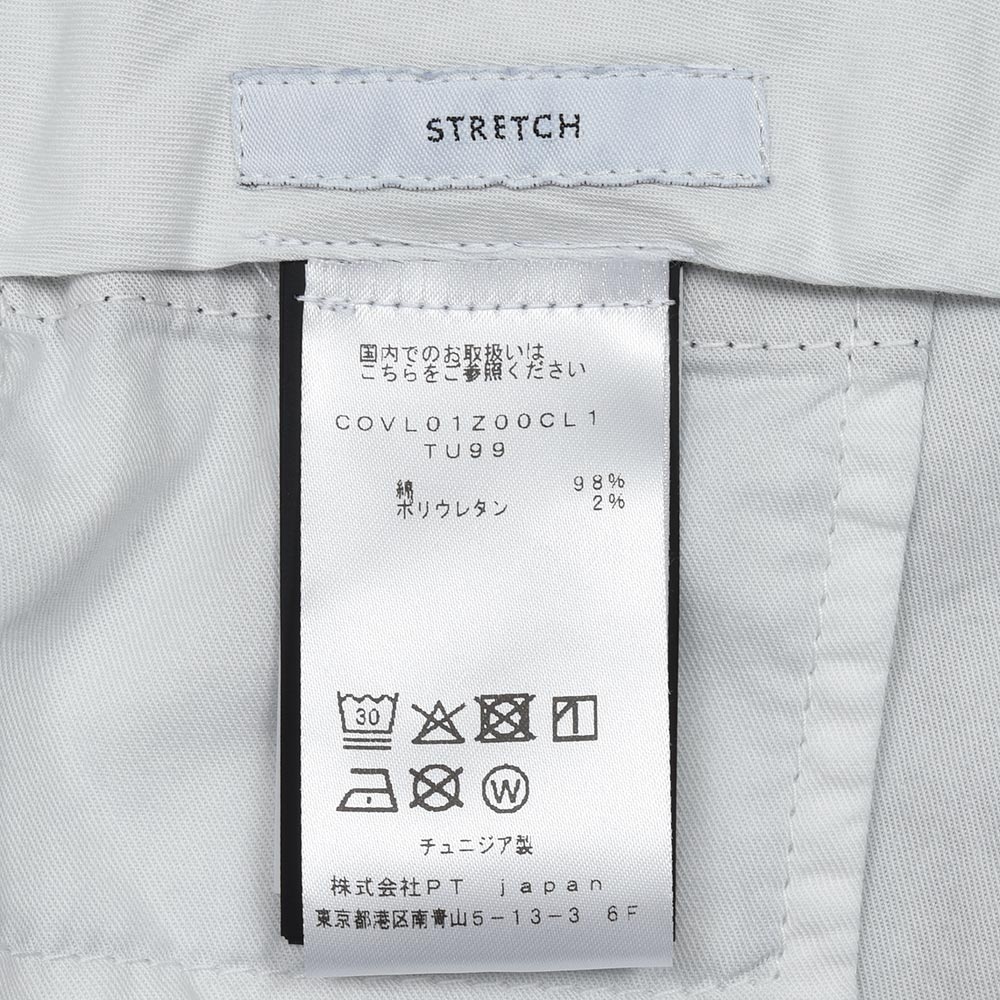 STRETCH
国内でのお取扱いは
こちらをご参照ください
COVL01Z00CL1
TU99
綿 98%
ポリウレタン 2%
30
W
チュニジア製
株式会社PT japan
東京都港区南青山5-13-3 6F